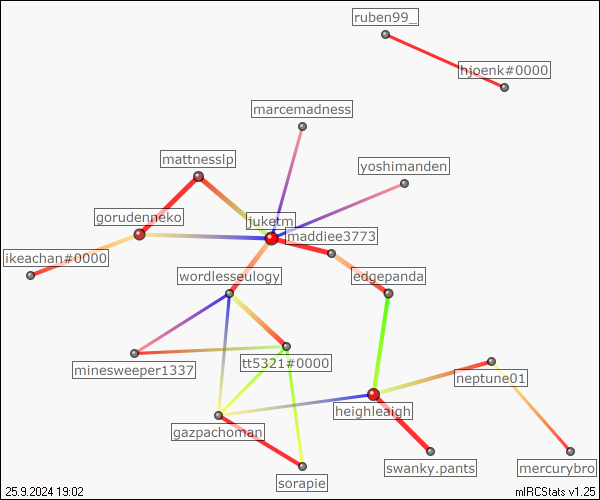 ruben99_
hjoenk#0000
marcemadness
mattnesslp
yoshimanden
gorudenneko
juketm
maddiee3773
ikeachan#0000
wordlesseulogy
edgepanda
minesweeper1337
tt5321#0000
neptune01
heighleaigh
gazpachoman
swanky.pants
mercurybro
sorapie
25.9.2024 19:02
mIRCStats v1.25